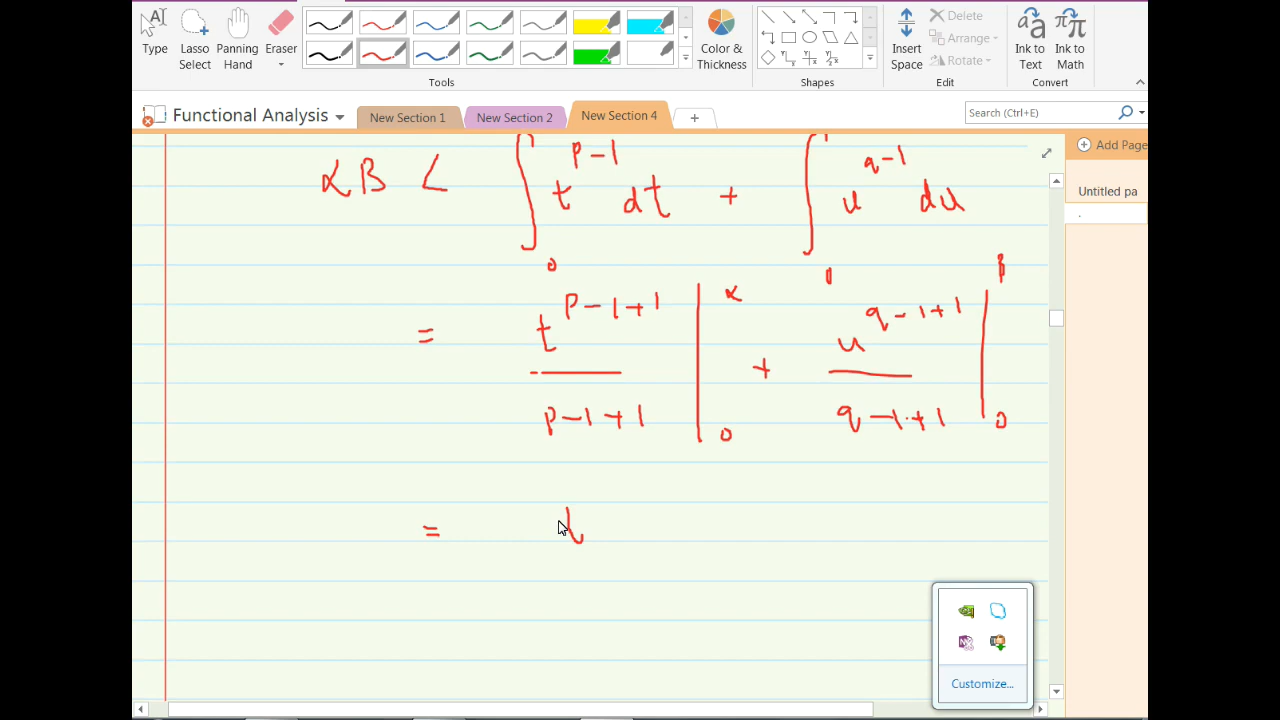 Type
Lasso Select
Panning Hand
Eraser
Color & Thickness
Insert Space
Delete
Arrange
Rotate
Ink to Text
Ink to Math
Tools
Shapes
Edit
Convert
Functional Analysis
New Section 1
New Section 2
New Section 4
Search (Ctrl+E)
Add Page
Untitled pa
.
αβ < ∫₀ t^{p-1} dt + ∫₀ u^{q-1} du
= t^{p-1+1} / p-1+1 |₀^α + u^{q-1+1} / q-1+1 |₀^β
=
Customize...